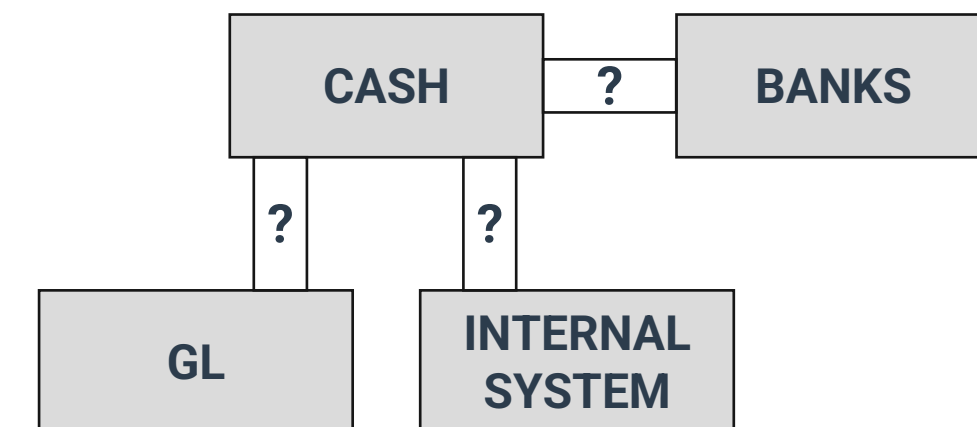 CASH
?
BANKS
?
?
GL
INTERNAL
SYSTEM